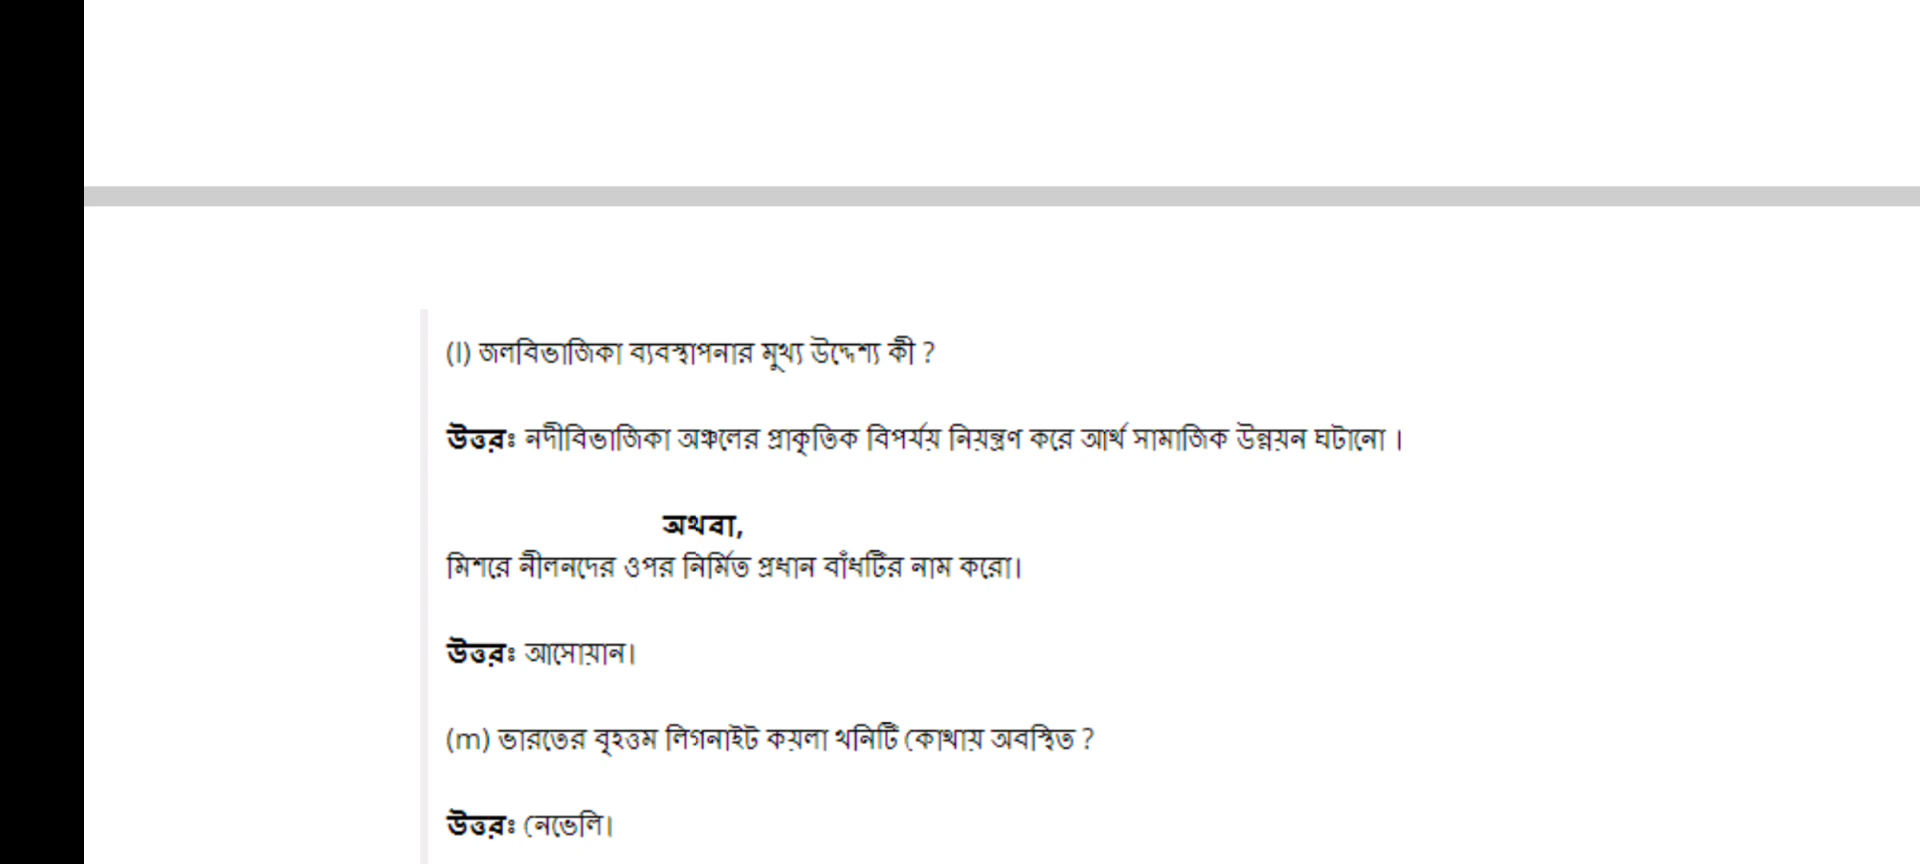 (l) জলবিভাজিকা ব্যবস্থাপনার মুখ্য উদ্দেশ্য কী ?
উত্তরঃ নদীবিভাজিকা অঞ্চলের প্রাকৃতিক বিপর্যয় নিয়ন্ত্রণ করে আর্থ সামাজিক উন্নয়ন ঘটানো ।
অথবা,
মিশরে নীলনদের ওপর নির্মিত প্রধান বাঁধটির নাম করো।
উত্তরঃ আসোয়ান।
(m) ভারতের বৃহত্তম লিগনাইট কয়লা খনিটি কোথায় অবস্থিত ?
উত্তরঃ নেভেলি।